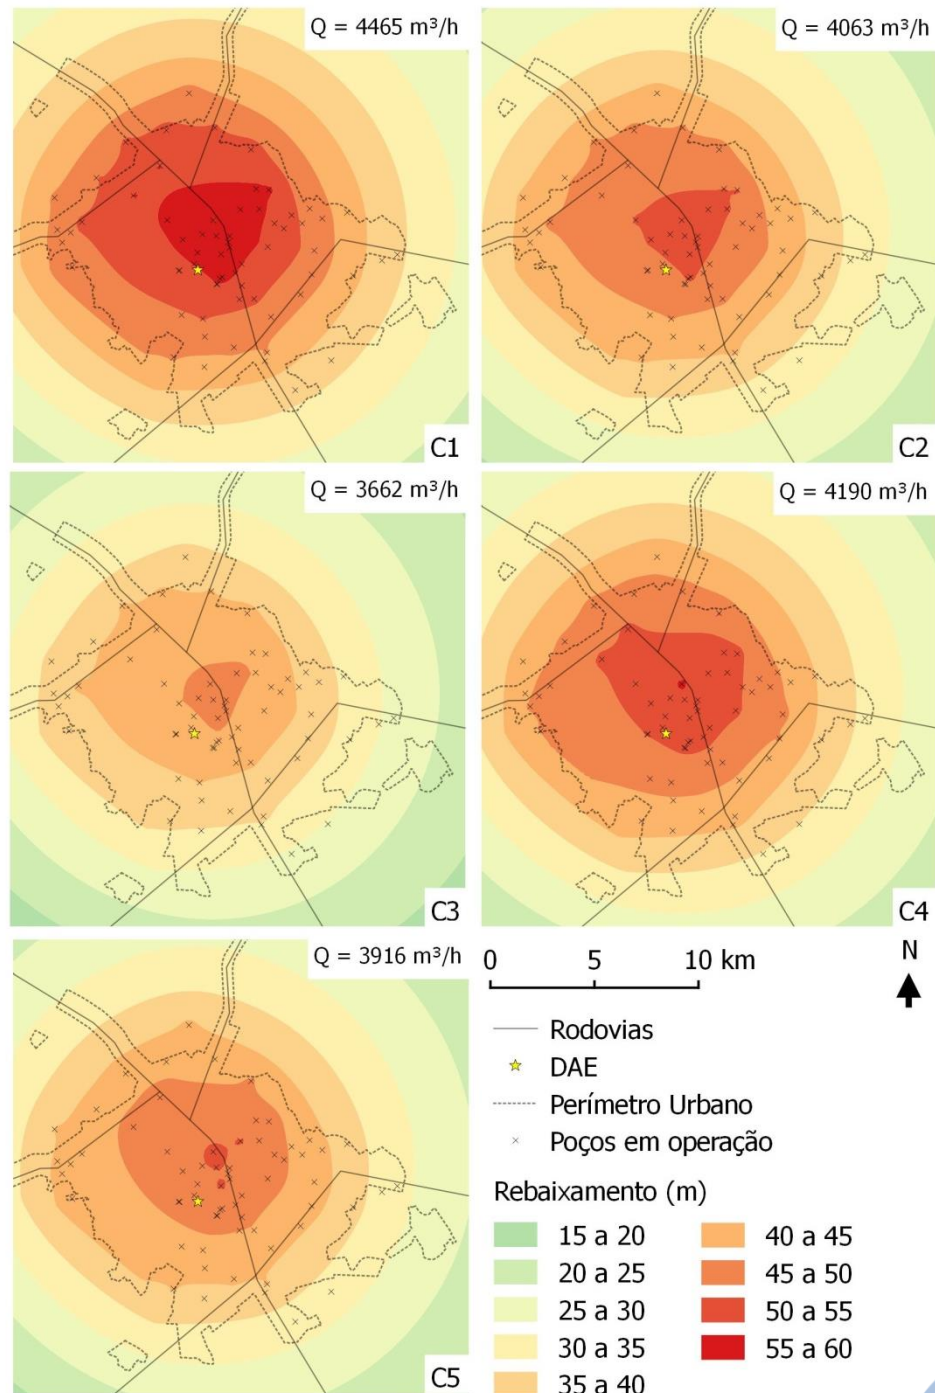 Q = 4465 m³/h
C1
Q = 4063 m³/h
C2
Q = 3662 m³/h
C3
Q = 4190 m³/h
C4
Q = 3916 m³/h
C5
0 5 10 km
N
Rodovias
DAE
Perímetro Urbano
Poços em operação
Rebaixamento (m)
15 a 20
20 a 25
25 a 30
30 a 35
35 a 40
40 a 45
45 a 50
50 a 55
55 a 60